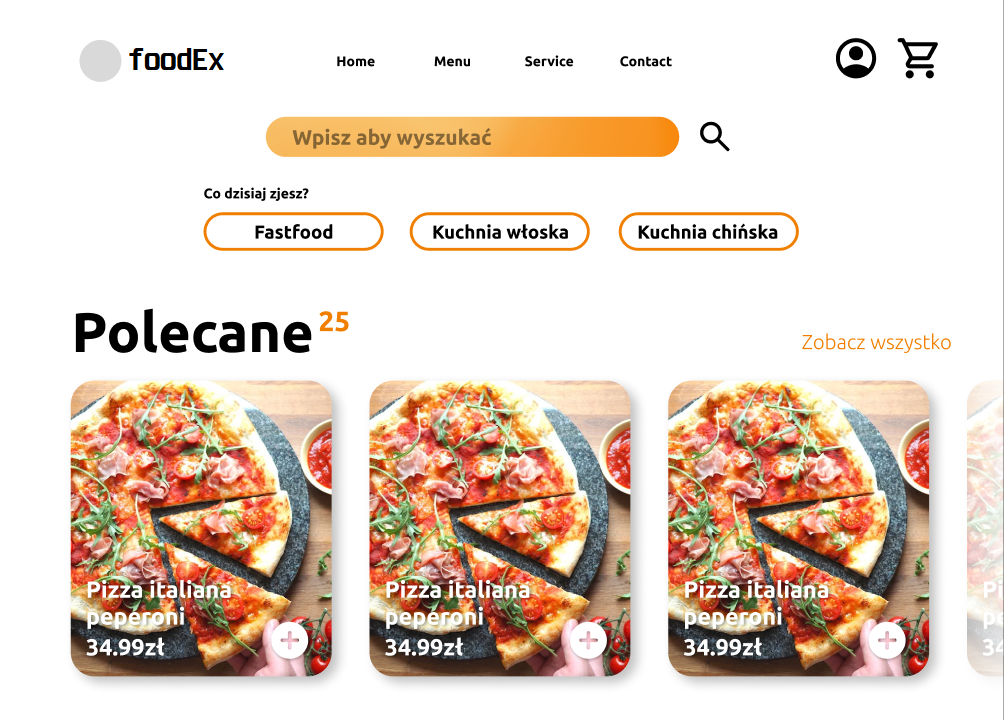 foodEx
Home Menu Service Contact
Wpisz aby wyszukać
Co dzisiaj zjesz?
Fastfood Kuchnia włoska Kuchnia chińska
Polecane 25
Zobacz wszystko
Pizza italiana
peperoni
34.99zł
Pizza italiana
peperoni
34.99zł
Pizza italiana
peperoni
34.99zł